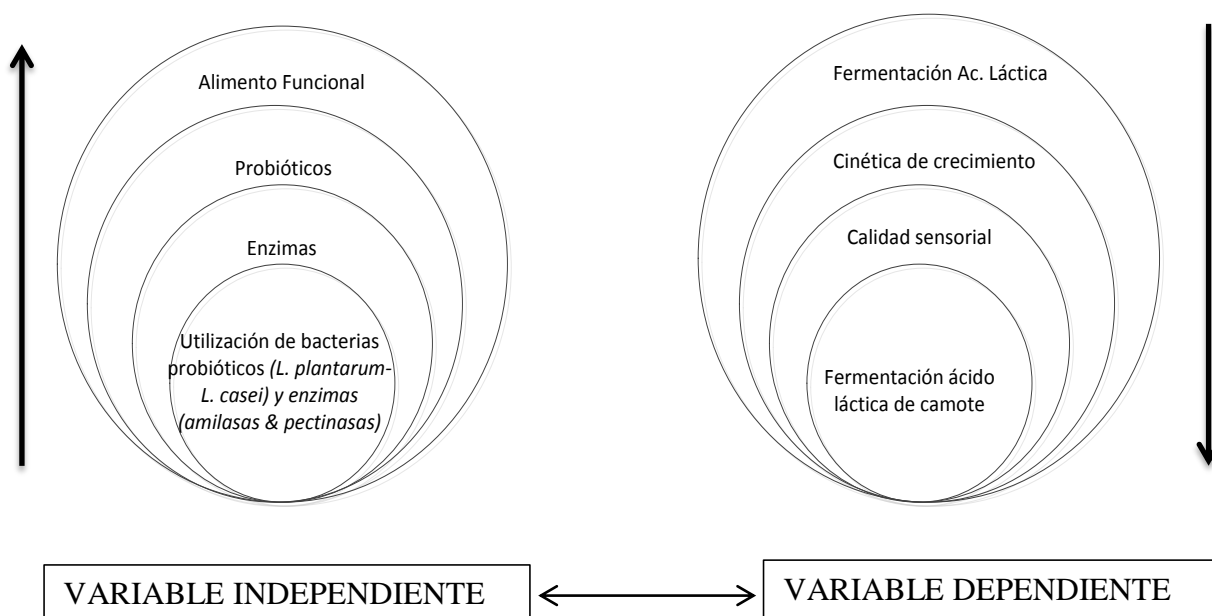 Alimento Funcional
Probióticos
Enzimas
Utilización de bacterias
probióticos (L. plantarum-
L. casei) y enzimas
(amilasas & pectinasas)
Fermentación Ac. Láctica
Cinética de crecimiento
Calidad sensorial
Fermentación ácido
láctica de camote
VARIABLE INDEPENDIENTE
VARIABLE DEPENDIENTE